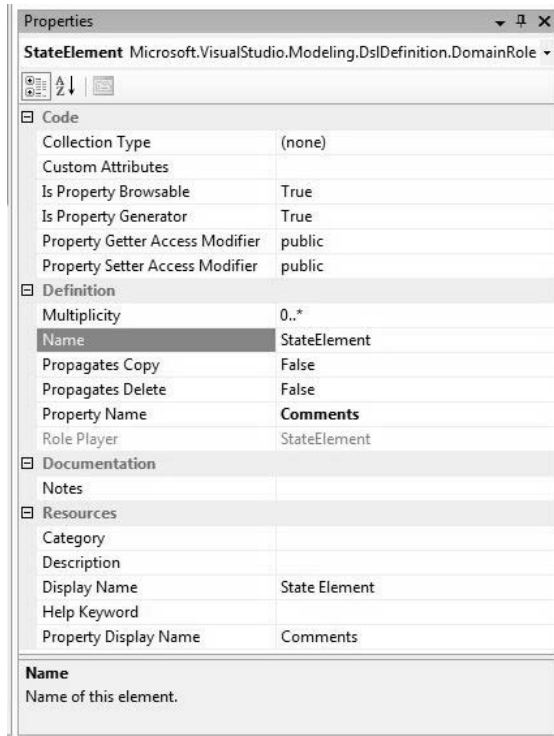 Properties
StateElement Microsoft.VisualStudio.Modeling.DslDefinition.DomainRole
Code
Collection Type (none)
Custom Attributes
Is Property Browsable True
Is Property Generator True
Property Getter Access Modifier public
Property Setter Access Modifier public
Definition
Multiplicity 0..*
Name StateElement
Propagates Copy False
Propagates Delete False
Property Name Comments
Role Player StateElement
Documentation
Notes
Resources
Category
Description
Display Name State Element
Help Keyword
Property Display Name Comments
Name
Name of this element.